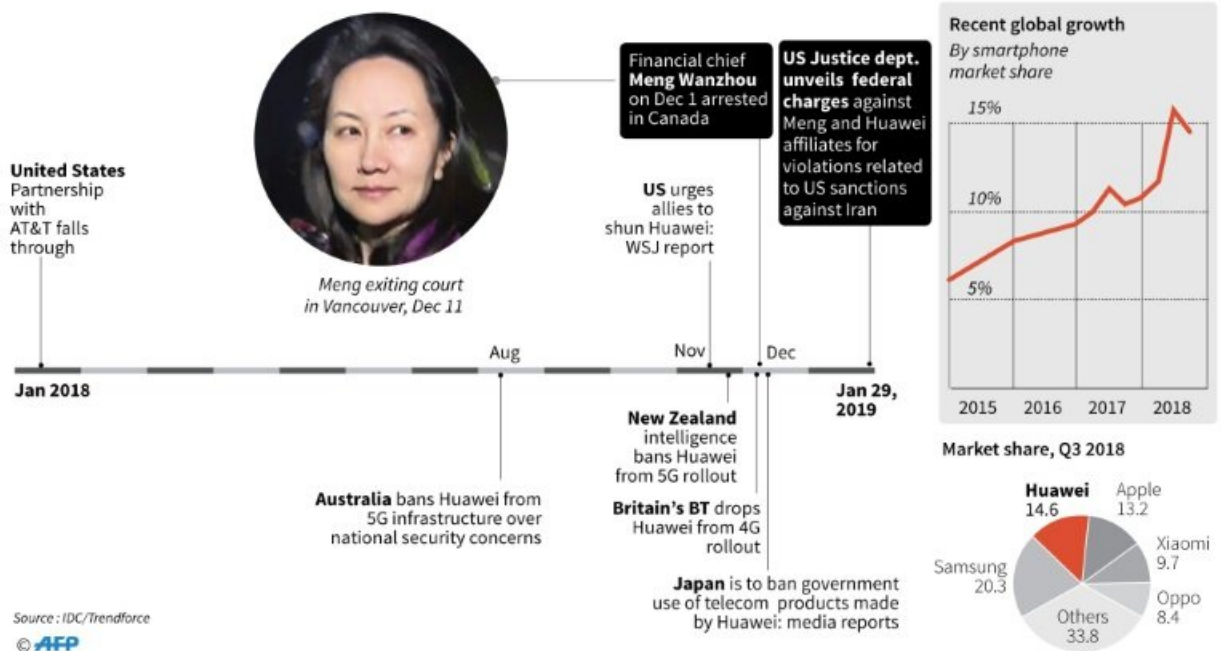 United States
Partnership
with
AT&T falls
through
Meng exiting court
in Vancouver, Dec 11
Financial chief
Meng Wanzhou
on Dec 1 arrested
in Canada
US urges
allies to
shun Huawei:
WSJ report
US Justice dept.
unveils federal
charges against
Meng and Huawei
affiliates for
violations related
to US sanctions
against Iran
Aug
Nov
Dec
Jan 2018
Jan 29,
2019
Australia bans Huawei from
5G infrastructure over
national security concerns
New Zealand
intelligence
bans Huawei
from 5G rollout
Britain's BT drops
Huawei from 4G
rollout
Japan is to ban government
use of telecom products made
by Huawei: media reports
Source : IDC/Trendforce
© AFP
Recent global growth
By smartphone
market share
15%
10%
5%
2015 2016 2017 2018
Market share, Q3 2018
Huawei
14.6
Apple
13.2
Xiaomi
9.7
Oppo
8.4
Others
33.8
Samsung
20.3